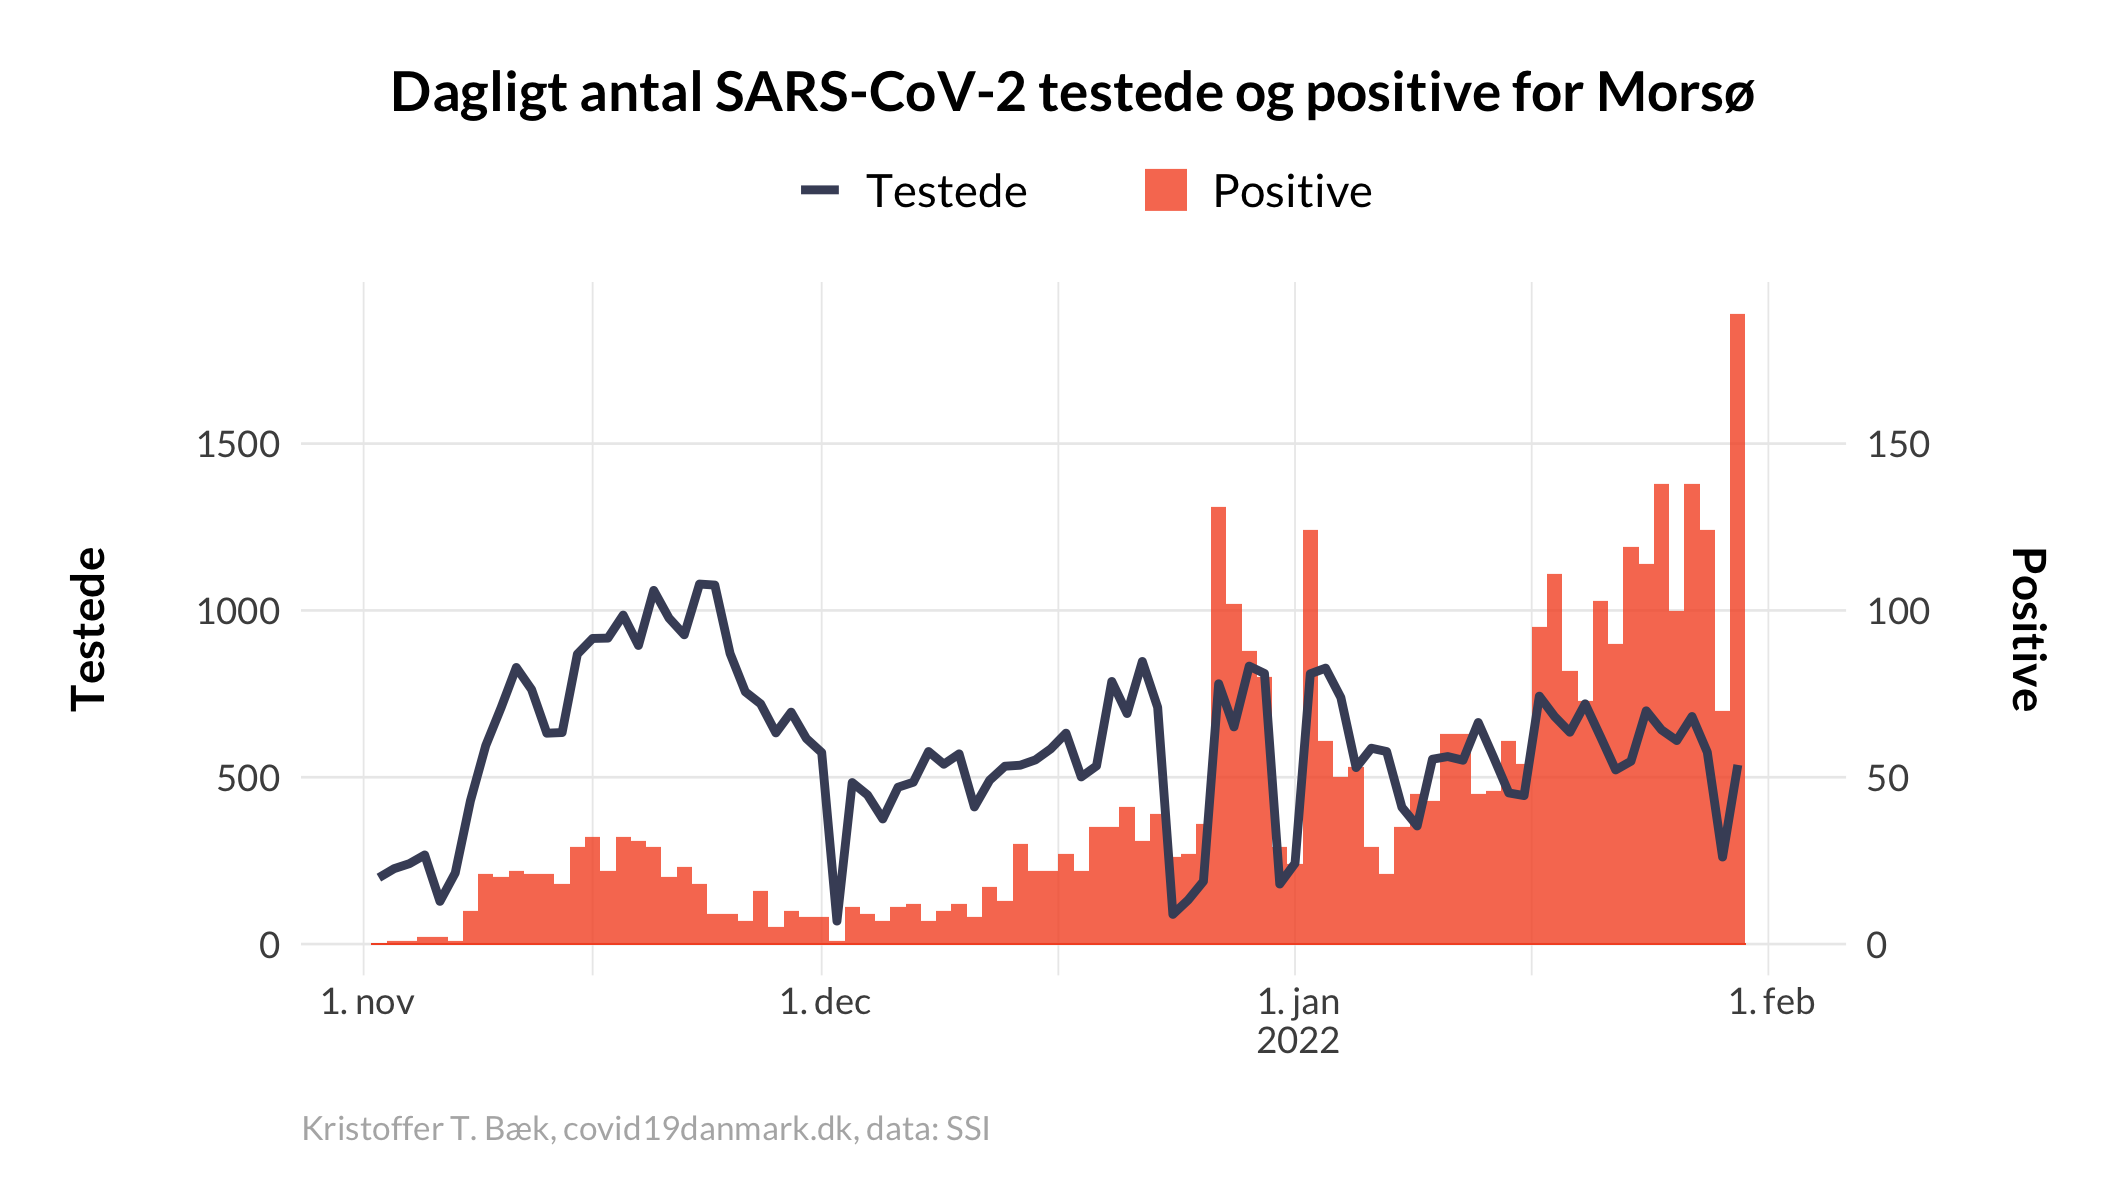 Dagligt antal SARS-CoV-2 testede og positive for Morsø
Testede
Positive
Testede
1500
1000
500
0
150
100
50
0
Positive
1. nov
1. dec
1. jan
2022
1. feb
Kristoffer T. Bæk, covid19danmark.dk, data: SSI